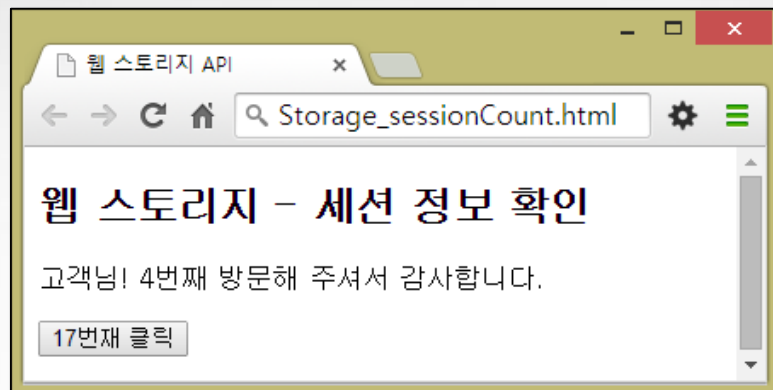 웹 스토리지 API
Storage_sessionCount.html
웹 스토리지 - 세션 정보 확인
고객님! 4번째 방문해 주셔서 감사합니다.
17번재 클릭